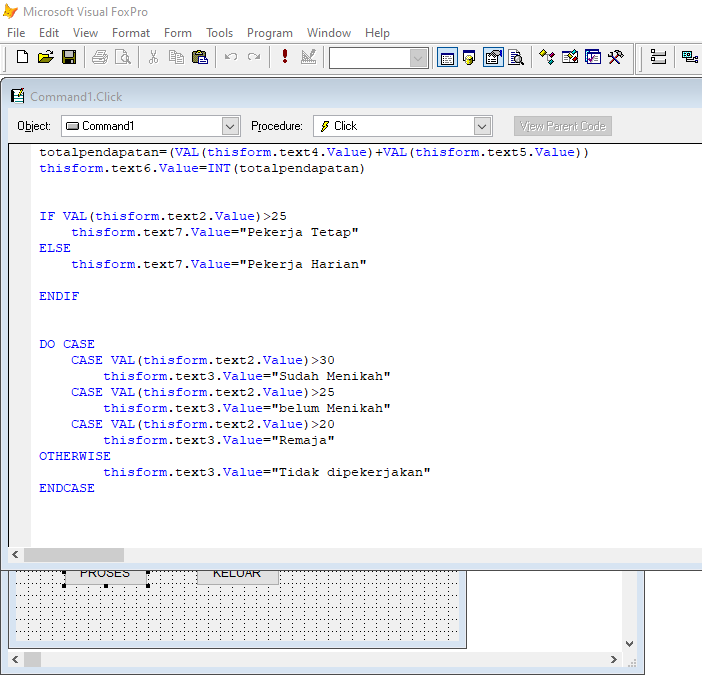 Microsoft Visual FoxPro
File Edit View Format Form Tools Program Window Help
Command1.Click
Object: Command1 Procedure: Click View Parent Code
totalpendapatan=(VAL(thisform.text4.Value)+VAL(thisform.text5.Value))
thisform.text6.Value=INT(totalpendapatan)
IF VAL(thisform.text2.Value)>25
thisform.text7.Value="Pekerja Tetap"
ELSE
thisform.text7.Value="Pekerja Harian"
ENDIF
DO CASE
CASE VAL(thisform.text2.Value)>30
thisform.text3.Value="Sudah Menikah"
CASE VAL(thisform.text2.Value)>25
thisform.text3.Value="belum Menikah"
CASE VAL(thisform.text2.Value)>20
thisform.text3.Value="Remaja"
OTHERWISE
thisform.text3.Value="Tidak dipekerjakan"
ENDCASE
PROSES KELUAR